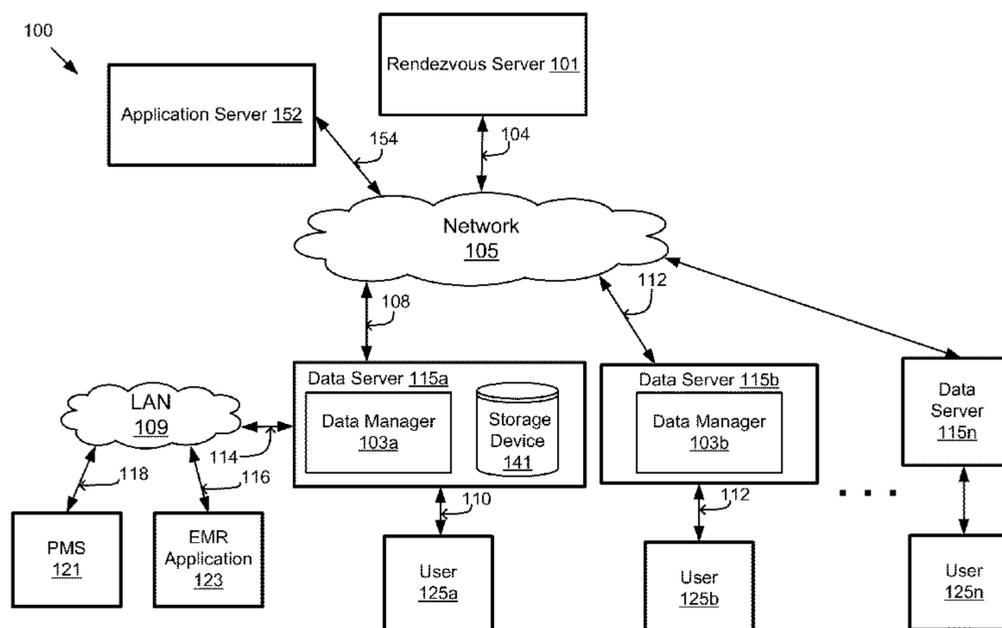 100
Rendezvous Server 101
Application Server 152
154
104
Network
105
108
112
Data Server 115a
Data Manager
103a
Storage
Device
141
Data Server 115b
Data Manager
103b
Data
Server
115n
LAN
109
114
118
116
110
112
. . .
PMS
121
EMR
Application
123
User
125a
User
125b
User
125n